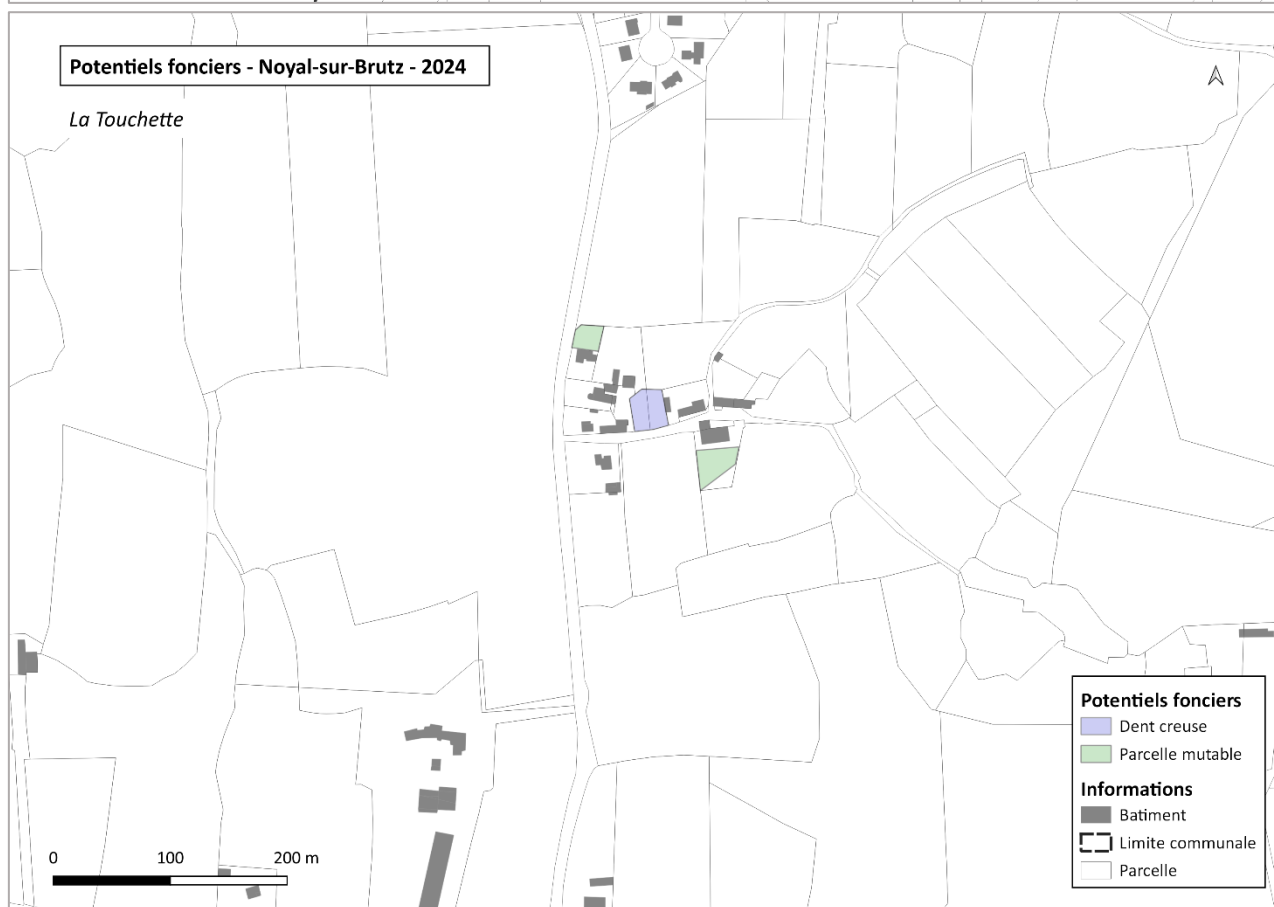 Potentiels fonciers - Noyal-sur-Brutz - 2024
La Touchette
Potentiels fonciers
Dent creuse
Parcelle mutable
Informations
Batiment
Limite communale
Parcelle
0 100 200 m